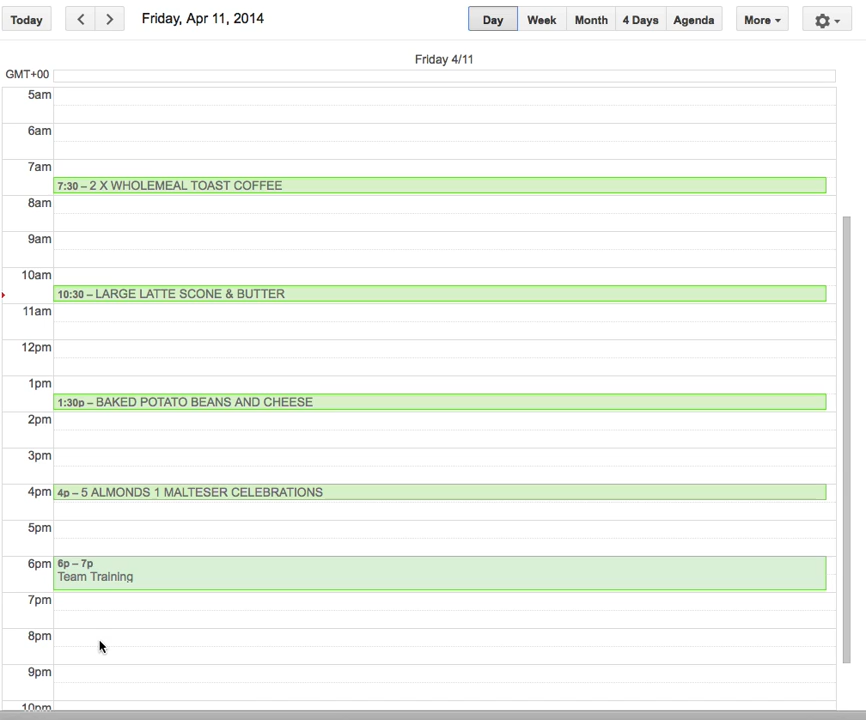 Today Friday, Apr 11, 2014 Day Week Month 4 Days Agenda More
Friday 4/11
GMT+00
5am
6am
7am
7:30 – 2 X WHOLEMEAL TOAST COFFEE
8am
9am
10am
10:30 – LARGE LATTE SCONE & BUTTER
11am
12pm
1pm
1:30p – BAKED POTATO BEANS AND CHEESE
2pm
3pm
4pm 4p – 5 ALMONDS 1 MALTESER CELEBRATIONS
5pm
6pm 6p – 7p
Team Training
7pm
8pm
9pm
10pm